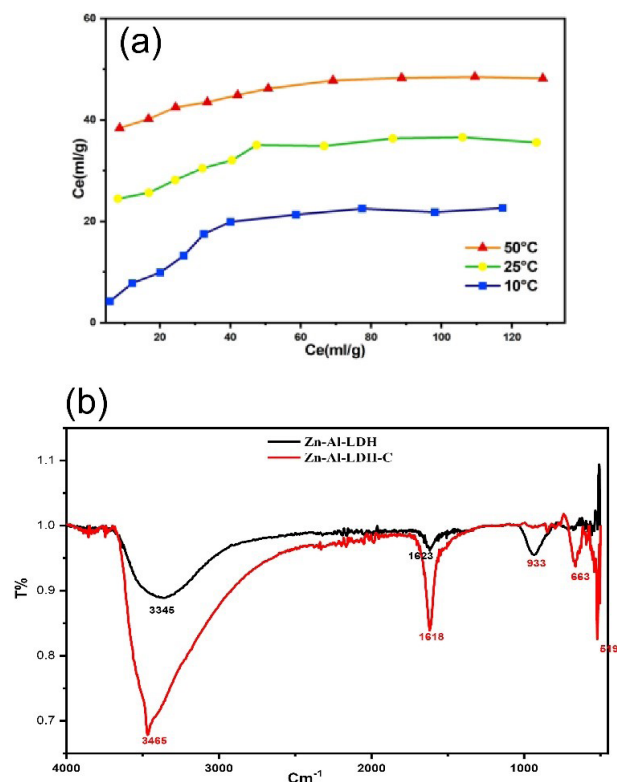 (a)
60
40
20
0
Ce(ml/g)
50°C
25°C
10°C
20 40 60 80 100 120
Ce(ml/g)
(b)
Zn-Al-LDH
Zn-Al-LDH-C
1.1
1.0
0.9
0.8
0.7
T%
3345
3465
1623
1618
933
663
519
4000 3000 2000 1000
Cm-1